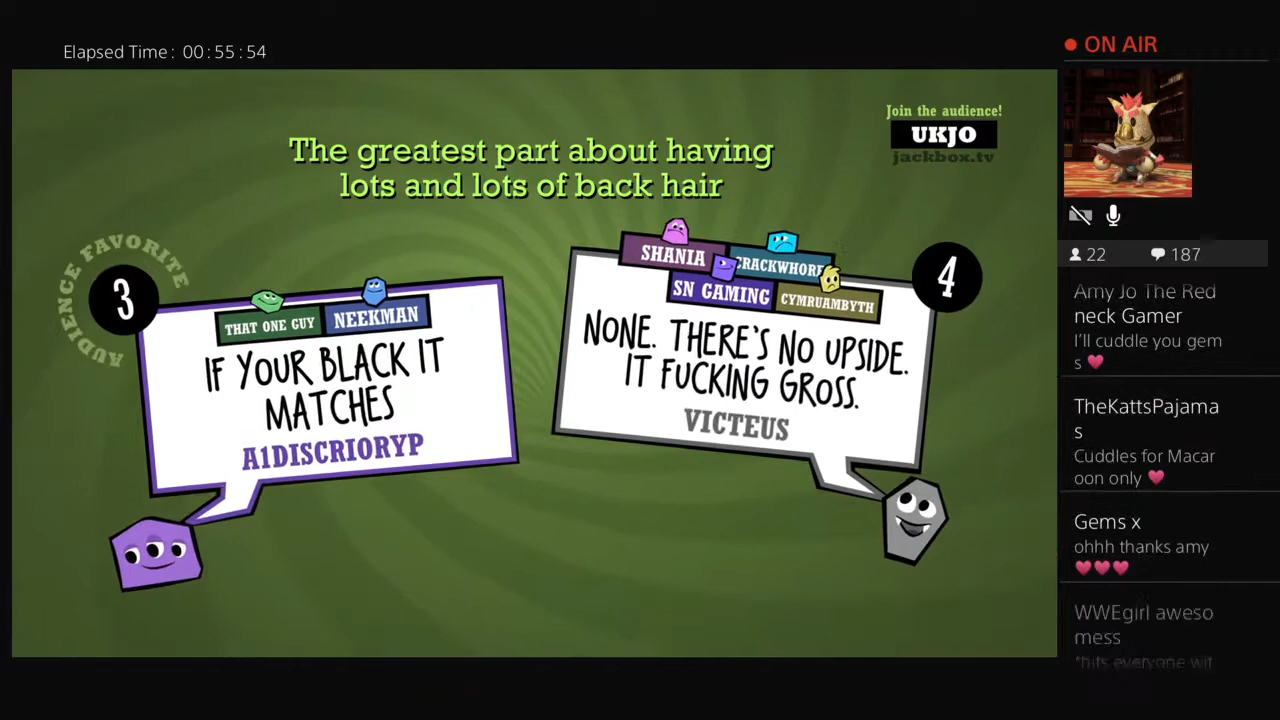 Elapsed Time: 00:55:54
ON AIR
Join the audience!
UKJO
jackbox.tv
The greatest part about having
lots and lots of back hair
22
187
AUDIENCE FAVORITE
3
THAT ONE GUY
NEEKMAN
IF YOUR BLACK IT
MATCHES
A1DISCRIORYP
SHANIA
CRACKWHORE
SN GAMING
CYMRUAMBYTH
4
NONE. THERE'S NO UPSIDE.
IT FUCKING GROSS.
VICTEUS
Amy Jo The Red
neck Gamer
I'll cuddle you gem
s ❤
TheKattsPajama
s
Cuddles for Macar
oon only ❤
Gems x
ohhh thanks amy
❤❤❤
WWEgirl aweso
mess
*hits everyone wit